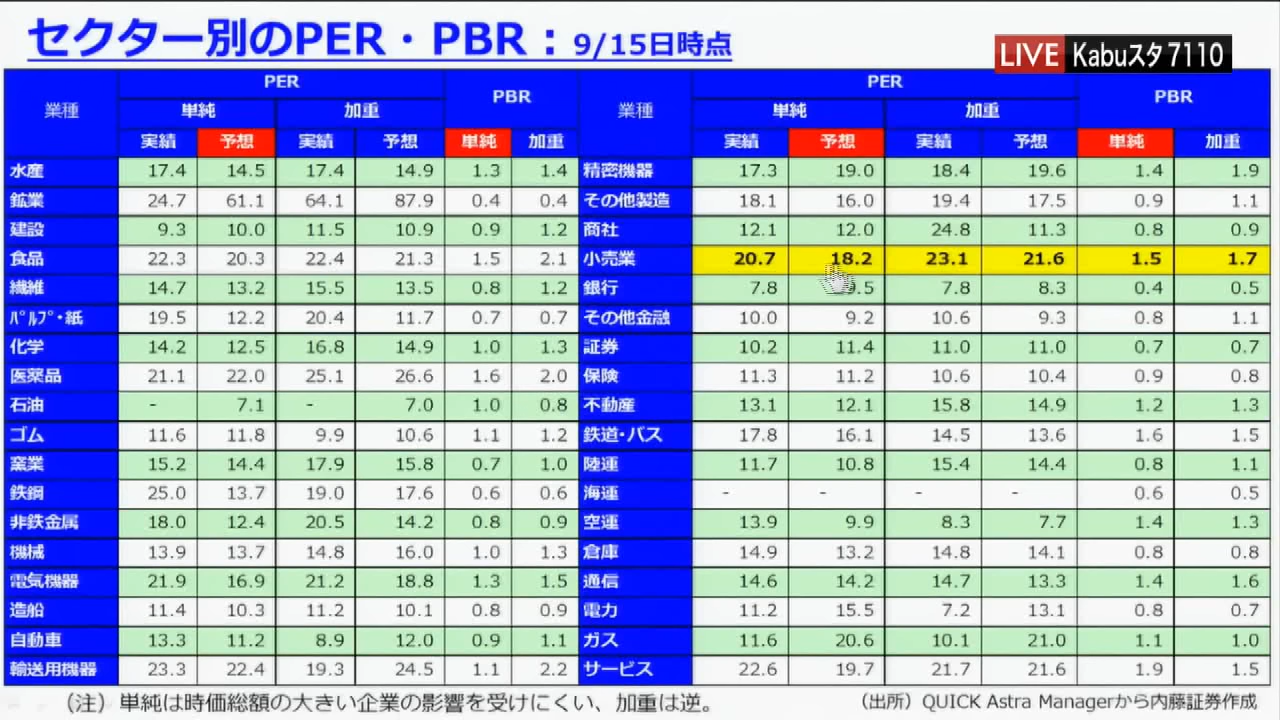 セクター別のPER・PBR：9/15日時点
LIVE Kabuスタ7110
業種 PER PBR 業種 PER PBR
単純 加重 単純 加重
実績 予想 実績 予想 単純 加重 実績 予想 実績 予想 単純 加重
水産 17.4 14.5 17.4 14.9 1.3 1.4 精密機器 17.3 19.0 18.4 19.6 1.4 1.9
鉱業 24.7 61.1 64.1 87.9 0.4 0.4 その他製造 18.1 16.0 19.4 17.5 0.9 1.1
建設 9.3 10.0 11.5 10.9 0.9 1.2 商社 12.1 12.0 24.8 11.3 0.8 0.9
食品 22.3 20.3 22.4 21.3 1.5 2.1 小売業 20.7 18.2 23.1 21.6 1.5 1.7
繊維 14.7 13.2 15.5 13.5 0.8 1.2 銀行 7.8 .5 7.8 8.3 0.4 0.5
ﾊﾟﾙﾌﾟ・紙 19.5 12.2 20.4 11.7 0.7 0.7 その他金融 10.0 9.2 10.6 9.3 0.8 1.1
化学 14.2 12.5 16.8 14.9 1.0 1.3 証券 10.2 11.4 11.0 11.0 0.7 0.7
医薬品 21.1 22.0 25.1 26.6 1.6 2.0 保険 11.3 11.2 10.6 10.4 0.9 0.8
石油 - 7.1 - 7.0 1.0 0.8 不動産 13.1 12.1 15.8 14.9 1.2 1.3
ゴム 11.6 11.8 9.9 10.6 1.1 1.2 鉄道・バス 17.8 16.1 14.5 13.6 1.6 1.5
窯業 15.2 14.4 17.9 15.8 0.7 1.0 陸運 11.7 10.8 15.4 14.4 0.8 1.1
鉄鋼 25.0 13.7 19.0 17.6 0.6 0.6 海運 - - - - 0.6 0.5
非鉄金属 18.0 12.4 20.5 14.2 0.8 0.9 空運 13.9 9.9 8.3 7.7 1.4 1.3
機械 13.9 13.7 14.8 16.0 1.0 1.3 倉庫 14.9 13.2 14.8 14.1 0.8 0.8
電気機器 21.9 16.9 21.2 18.8 1.3 1.5 通信 14.6 14.2 14.7 13.3 1.4 1.6
造船 11.4 10.3 11.2 10.1 0.8 0.9 電力 11.2 15.5 7.2 13.1 0.8 0.7
自動車 13.3 11.2 8.9 12.0 0.9 1.1 ガス 11.6 20.6 10.1 21.0 1.1 1.0
輸送用機器 23.3 22.4 19.3 24.5 1.1 2.2 サービス 22.6 19.7 21.7 21.6 1.9 1.5
（注）単純は時価総額の大きい企業の影響を受けにくい、加重は逆。 （出所）QUICK Astra Managerから内藤証券作成